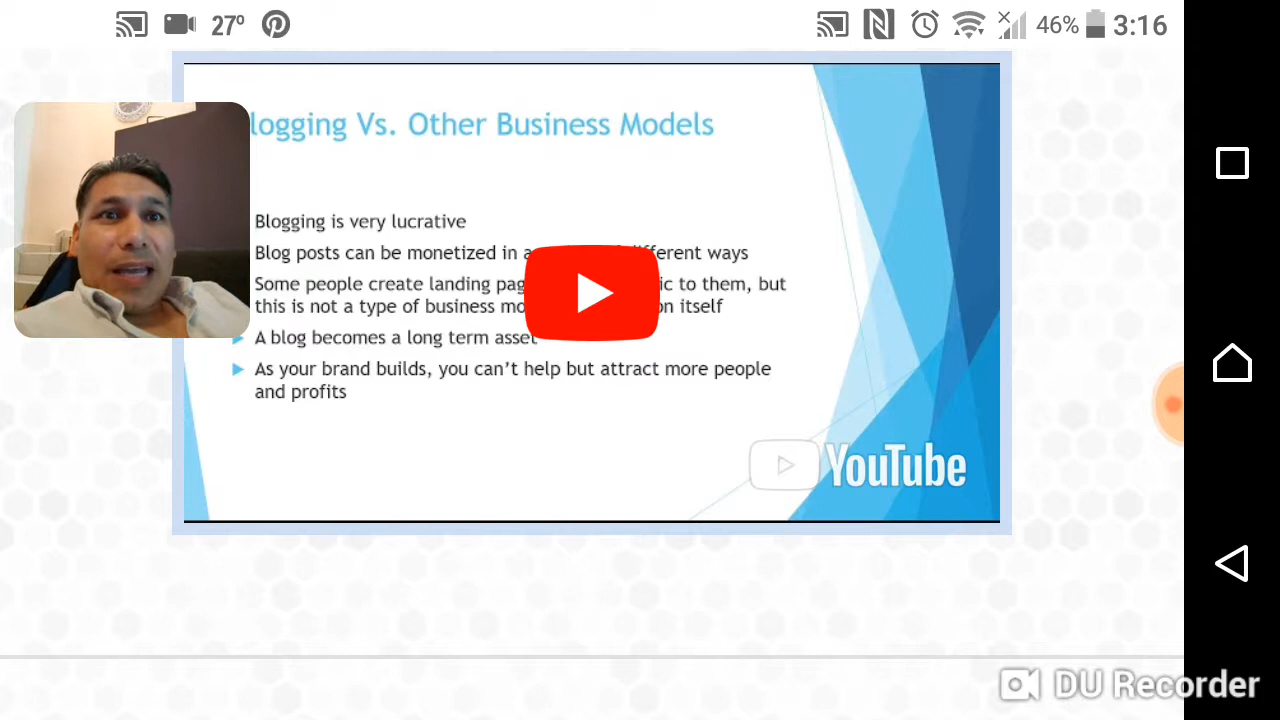 27º
46% 3:16
logging Vs. Other Business Models
Blogging is very lucrative
Blog posts can be monetized in a different ways
Some people create landing pag ic to them, but
this is not a type of business mo on itself
A blog becomes a long term asset
As your brand builds, you can't help but attract more people
and profits
YouTube
DU Recorder